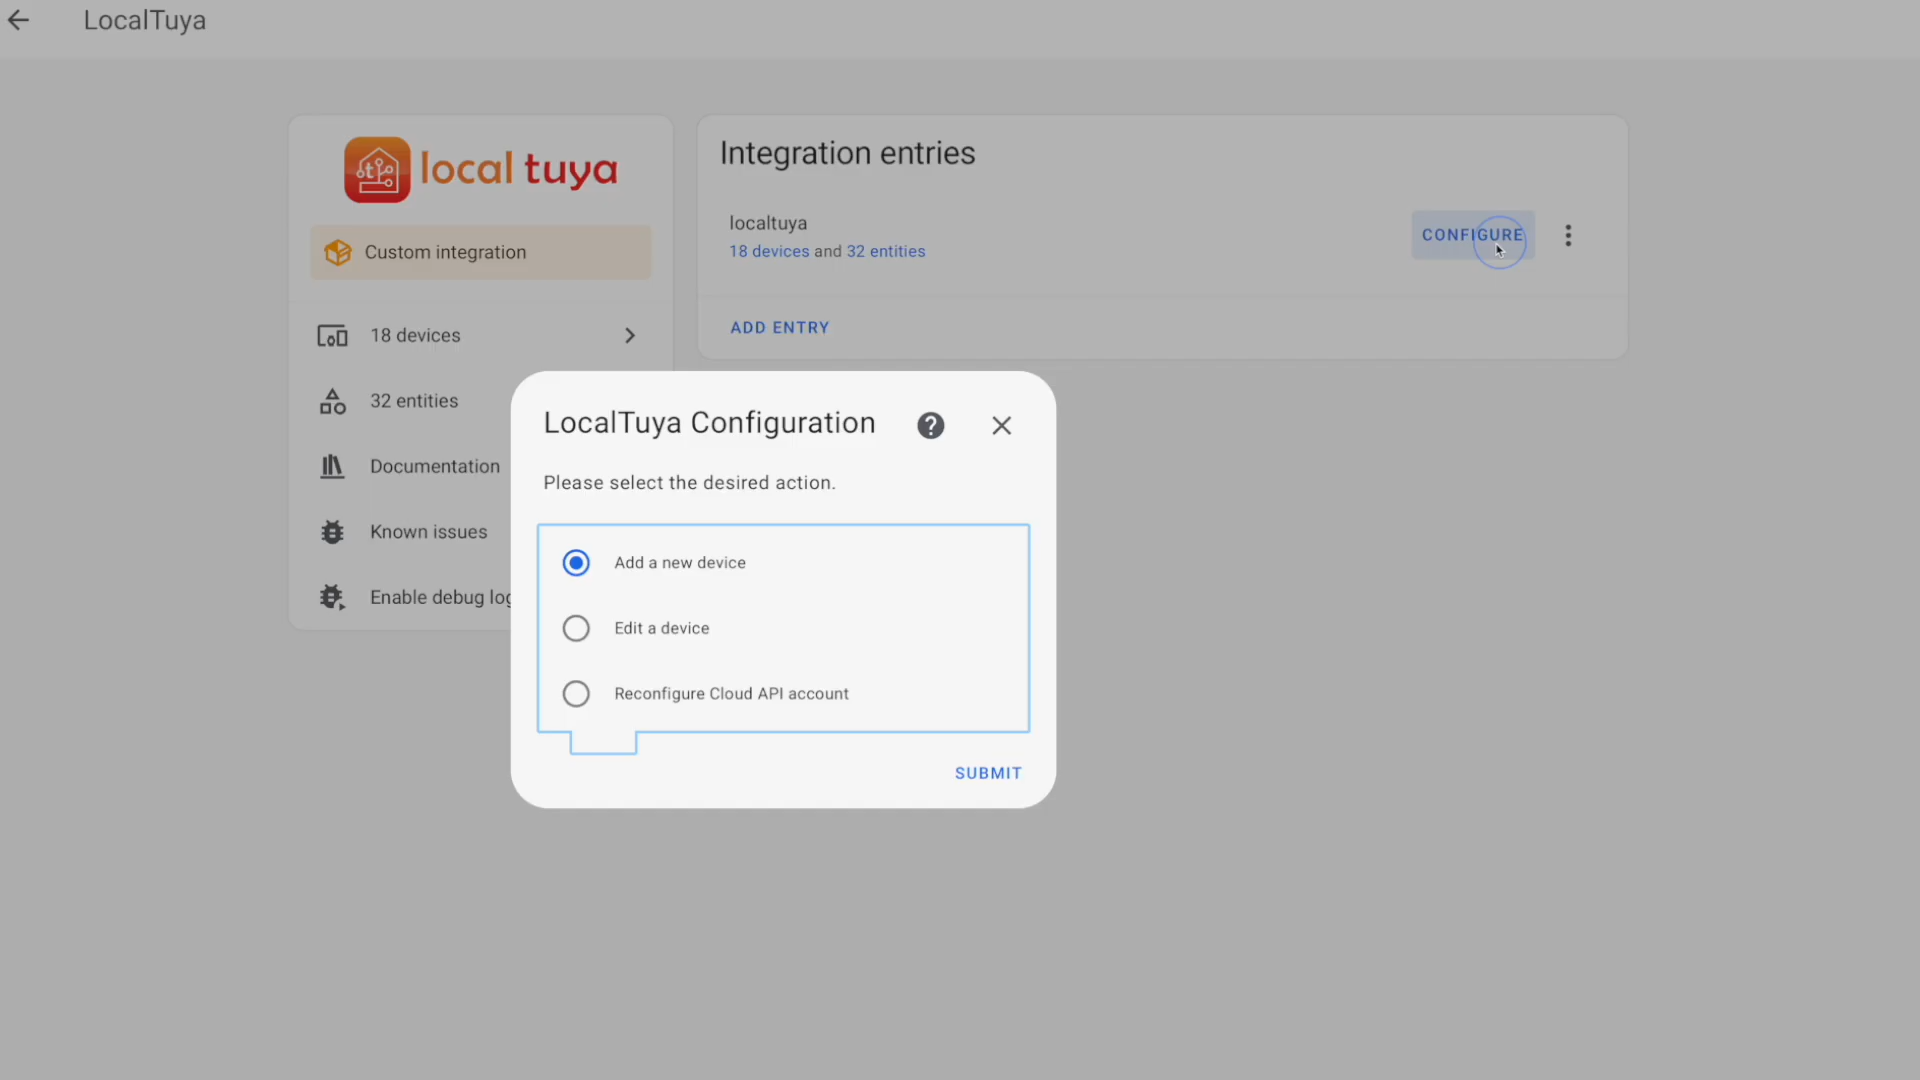 LocalTuya
local tuya
Custom integration
18 devices
32 entities
Documentation
Known issues
Enable debug log
Integration entries
localtuya
18 devices and 32 entities
CONFIGURE
ADD ENTRY
LocalTuya Configuration
Please select the desired action.
Add a new device
Edit a device
Reconfigure Cloud API account
SUBMIT